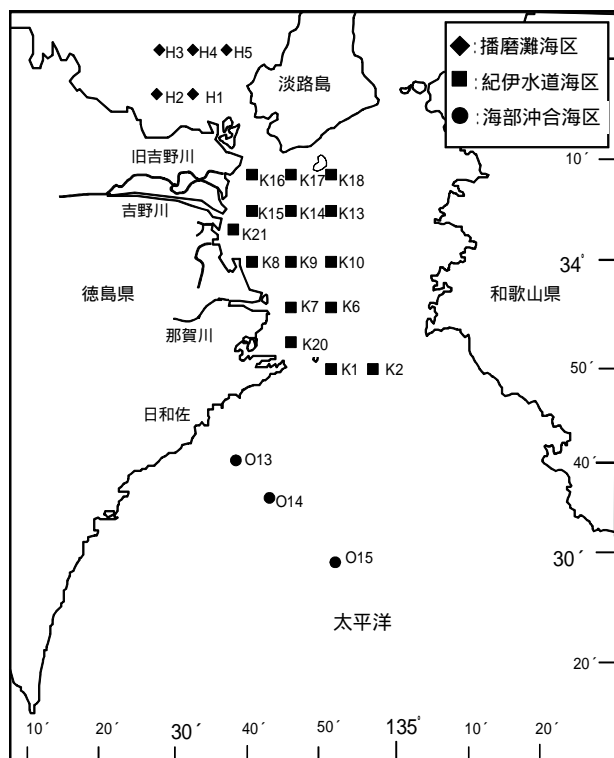 ◆:播磨灘海区
■:紀伊水道海区
●:海部沖合海区
H3 H4 H5
淡路島
H2 H1
旧吉野川
10´
K16 K17 K18
吉野川
K15 K14 K13
K21
34°
K8 K9 K10
徳島県
和歌山県
K7 K6
那賀川
K20
50´
K1 K2
日和佐
O13
40´
O14
30´
O15
太平洋
20´
10´ 20´ 30´ 40´ 50´ 135° 10´ 20´